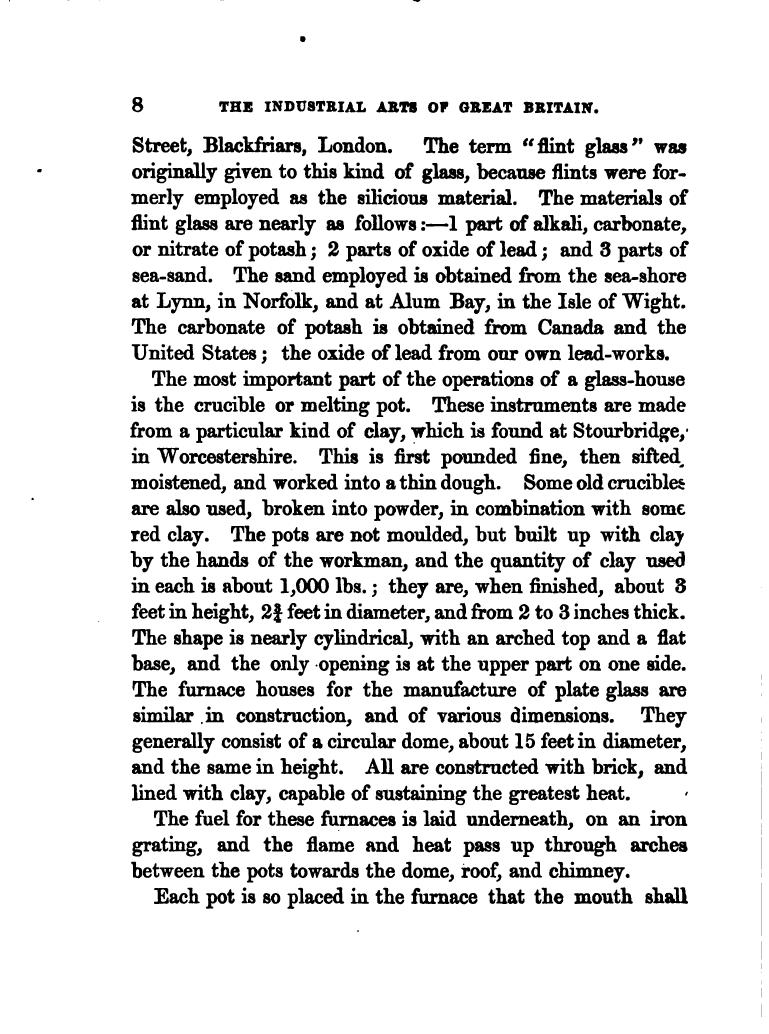 8 THE INDUSTRIAL ARTS OF GREAT BRITAIN.
Street, Blackfriars, London. The term “flint glass” was
originally given to this kind of glass, because flints were for-
merly employed as the silicious material. The materials of
flint glass are nearly as follows:—1 part of alkali, carbonate,
or nitrate of potash; 2 parts of oxide of lead; and 3 parts of
sea-sand. The sand employed is obtained from the sea-shore
at Lynn, in Norfolk, and at Alum Bay, in the Isle of Wight.
The carbonate of potash is obtained from Canada and the
United States; the oxide of lead from our own lead-works.
The most important part of the operations of a glass-house
is the crucible or melting pot. These instruments are made
from a particular kind of clay, which is found at Stourbridge,
in Worcestershire. This is first pounded fine, then sifted,
moistened, and worked into a thin dough. Some old crucibles
are also used, broken into powder, in combination with some
red clay. The pots are not moulded, but built up with clay
by the hands of the workman, and the quantity of clay used
in each is about 1,000 lbs.; they are, when finished, about 3
feet in height, 2¾ feet in diameter, and from 2 to 3 inches thick.
The shape is nearly cylindrical, with an arched top and a flat
base, and the only opening is at the upper part on one side.
The furnace houses for the manufacture of plate glass are
similar in construction, and of various dimensions. They
generally consist of a circular dome, about 15 feet in diameter,
and the same in height. All are constructed with brick, and
lined with clay, capable of sustaining the greatest heat.
The fuel for these furnaces is laid underneath, on an iron
grating, and the flame and heat pass up through arches
between the pots towards the dome, roof, and chimney.
Each pot is so placed in the furnace that the mouth shall